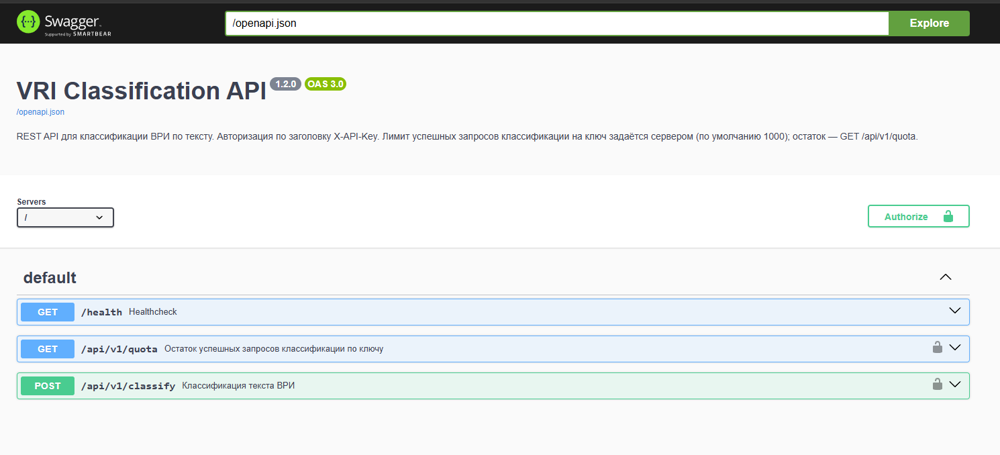 Swagger
Supported by SMARTBEAR
/openapi.json
Explore
VRI Classification API 1.2.0 OAS 3.0
/openapi.json
REST API для классификации ВРИ по тексту. Авторизация по заголовку X-API-Key. Лимит успешных запросов классификации на ключ задаётся сервером (по умолчанию 1000); остаток — GET /api/v1/quota.
Servers
/
Authorize
default
GET /health Healthcheck
GET /api/v1/quota Остаток успешных запросов классификации по ключу
POST /api/v1/classify Классификация текста ВРИ